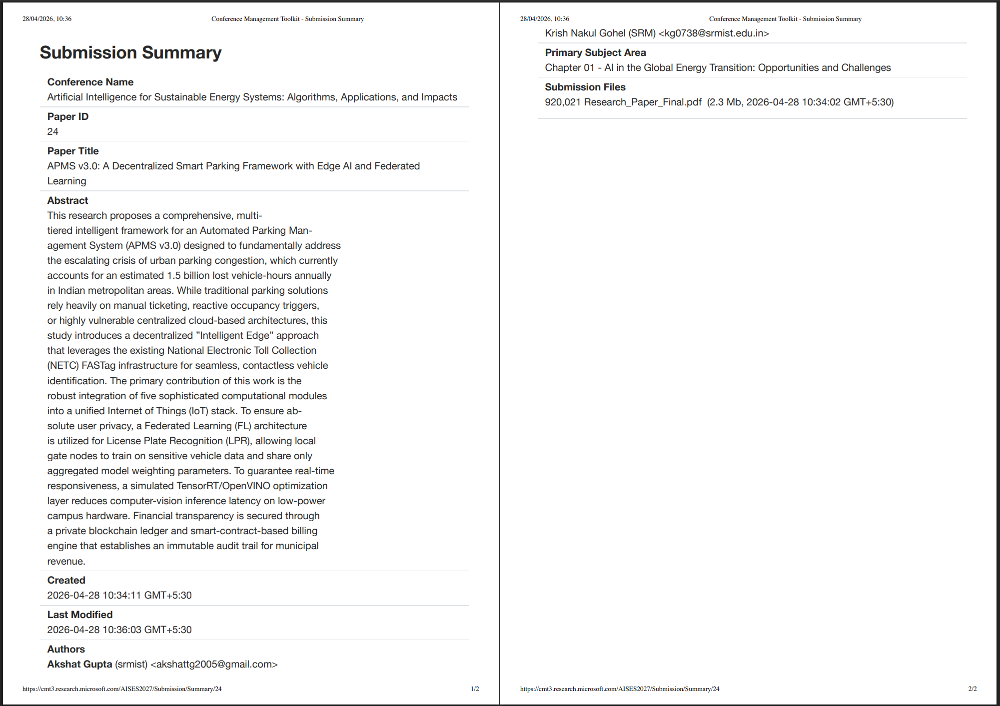 28/04/2026, 10:36
Conference Management Toolkit - Submission Summary
Submission Summary
Conference Name
Artificial Intelligence for Sustainable Energy Systems: Algorithms, Applications, and Impacts
Paper ID
24
Paper Title
APMS v3.0: A Decentralized Smart Parking Framework with Edge AI and Federated
Learning
Abstract
This research proposes a comprehensive, multi-
tiered intelligent framework for an Automated Parking Man-
agement System (APMS v3.0) designed to fundamentally address
the escalating crisis of urban parking congestion, which currently
accounts for an estimated 1.5 billion lost vehicle-hours annually
in Indian metropolitan areas. While traditional parking solutions
rely heavily on manual ticketing, reactive occupancy triggers,
or highly vulnerable centralized cloud-based architectures, this
study introduces a decentralized ”Intelligent Edge” approach
that leverages the existing National Electronic Toll Collection
(NETC) FASTag infrastructure for seamless, contactless vehicle
identification. The primary contribution of this work is the
robust integration of five sophisticated computational modules
into a unified Internet of Things (IoT) stack. To ensure ab-
solute user privacy, a Federated Learning (FL) architecture
is utilized for License Plate Recognition (LPR), allowing local
gate nodes to train on sensitive vehicle data and share only
aggregated model weighting parameters. To guarantee real-time
responsiveness, a simulated TensorRT/OpenVINO optimization
layer reduces computer-vision inference latency on low-power
campus hardware. Financial transparency is secured through
a private blockchain ledger and smart-contract-based billing
engine that establishes an immutable audit trail for municipal
revenue.
Created
2026-04-28 10:34:11 GMT+5:30
Last Modified
2026-04-28 10:36:03 GMT+5:30
Authors
Akshat Gupta (srmist) <akshattg2005@gmail.com>
https://cmt3.research.microsoft.com/AISES2027/Submission/Summary/24
1/2
28/04/2026, 10:36
Conference Management Toolkit - Submission Summary
Krish Nakul Gohel (SRM) <kg0738@srmist.edu.in>
Primary Subject Area
Chapter 01 - AI in the Global Energy Transition: Opportunities and Challenges
Submission Files
920,021 Research_Paper_Final.pdf (2.3 Mb, 2026-04-28 10:34:02 GMT+5:30)
https://cmt3.research.microsoft.com/AISES2027/Submission/Summary/24
2/2